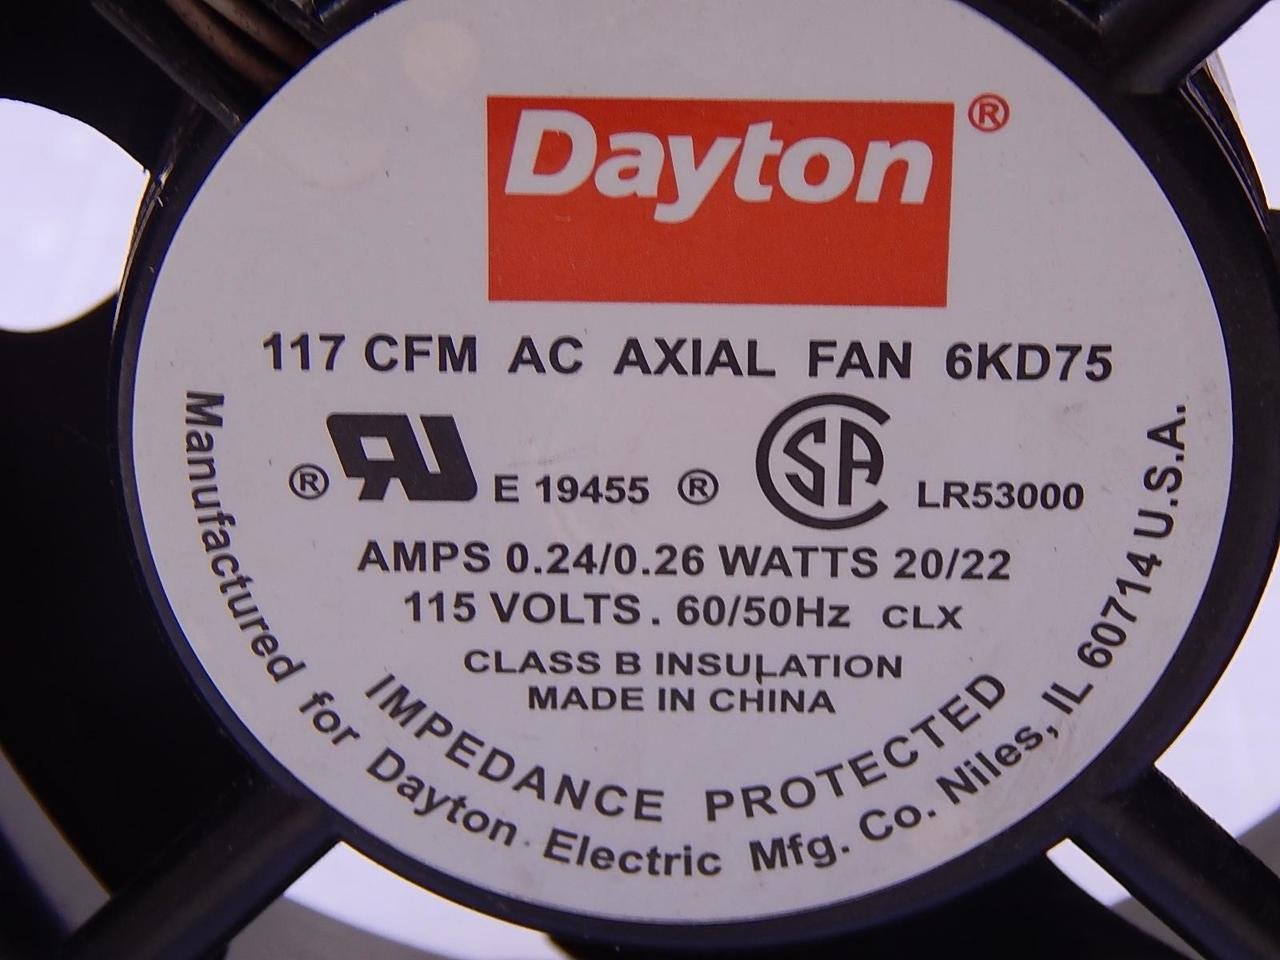 Dayton ®
117 CFM AC AXIAL FAN 6KD75
® RU E 19455 ® CSA LR53000
AMPS 0.24/0.26 WATTS 20/22
115 VOLTS . 60/50Hz CLX
CLASS B INSULATION
MADE IN CHINA
IMPEDANCE PROTECTED
Manufactured for Dayton Electric Mfg. Co. Niles, IL 60714 U.S.A.